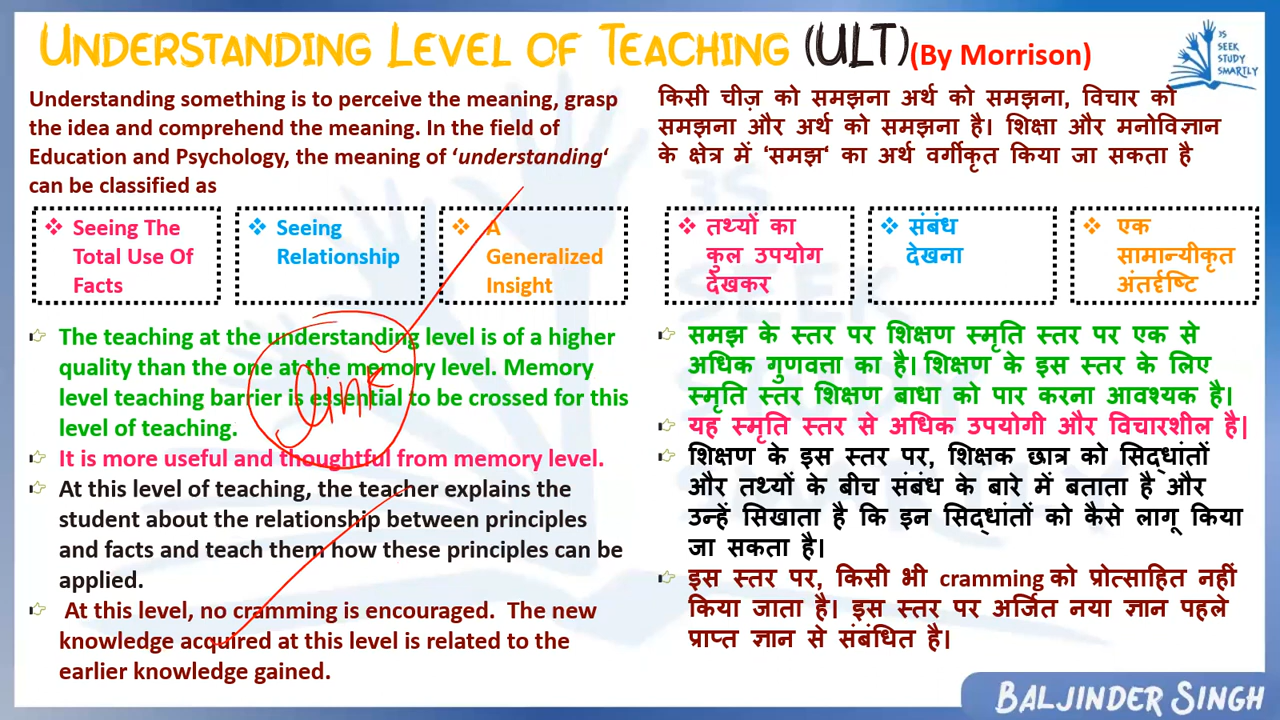 UNDERSTANDING LEVEL OF TEACHING (ULT)(By Morrison)
3S
SEEK
STUDY
SMARTLY
Understanding something is to perceive the meaning, grasp
the idea and comprehend the meaning. In the field of
Education and Psychology, the meaning of ‘understanding‘
can be classified as
❖ Seeing The
Total Use Of
Facts
❖ Seeing
Relationship
❖ A
Generalized
Insight
The teaching at the understanding level is of a higher
quality than the one at the memory level. Memory
level teaching barrier is essential to be crossed for this
level of teaching.
It is more useful and thoughtful from memory level.
At this level of teaching, the teacher explains the
student about the relationship between principles
and facts and teach them how these principles can be
applied.
At this level, no cramming is encouraged. The new
knowledge acquired at this level is related to the
earlier knowledge gained.
link
किसी चीज़ को समझना अर्थ को समझना, विचार को
समझना और अर्थ को समझना है। शिक्षा और मनोविज्ञान
के क्षेत्र में ‘समझ‘ का अर्थ वर्गीकृत किया जा सकता है
❖ तथ्यों का
कुल उपयोग
देखकर
❖ संबंध
देखना
❖ एक
सामान्यीकृत
अंतर्दृष्टि
समझ के स्तर पर शिक्षण स्मृति स्तर पर एक से
अधिक गुणवत्ता का है। शिक्षण के इस स्तर के लिए
स्मृति स्तर शिक्षण बाधा को पार करना आवश्यक है।
यह स्मृति स्तर से अधिक उपयोगी और विचारशील है|
शिक्षण के इस स्तर पर, शिक्षक छात्र को सिद्धांतों
और तथ्यों के बीच संबंध के बारे में बताता है और
उन्हें सिखाता है कि इन सिद्धांतों को कैसे लागू किया
जा सकता है।
इस स्तर पर, किसी भी cramming को प्रोत्साहित नहीं
किया जाता है। इस स्तर पर अर्जित नया ज्ञान पहले
प्राप्त ज्ञान से संबंधित है।
3S
SEEK
STUDY
SMARTLY
BALJINDER SINGH